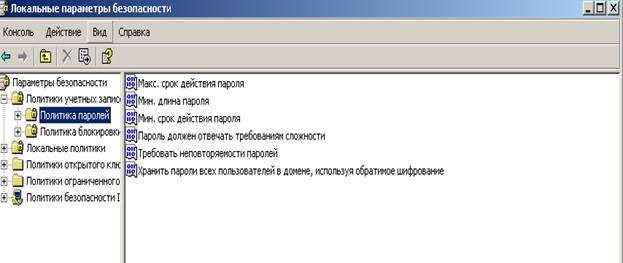 Локальные параметры безопасности
Консоль Действие Вид Справка
Параметры безопасности
Политики учетных запис
Политика паролей
Политика блокировки
Локальные политики
Политики открытого клю
Политики ограниченного
Политики безопасности I
Макс. срок действия пароля
Мин. длина пароля
Мин. срок действия пароля
Пароль должен отвечать требованиям сложности
Требовать неповторяемости паролей
Хранить пароли всех пользователей в домене, используя обратимое шифрование